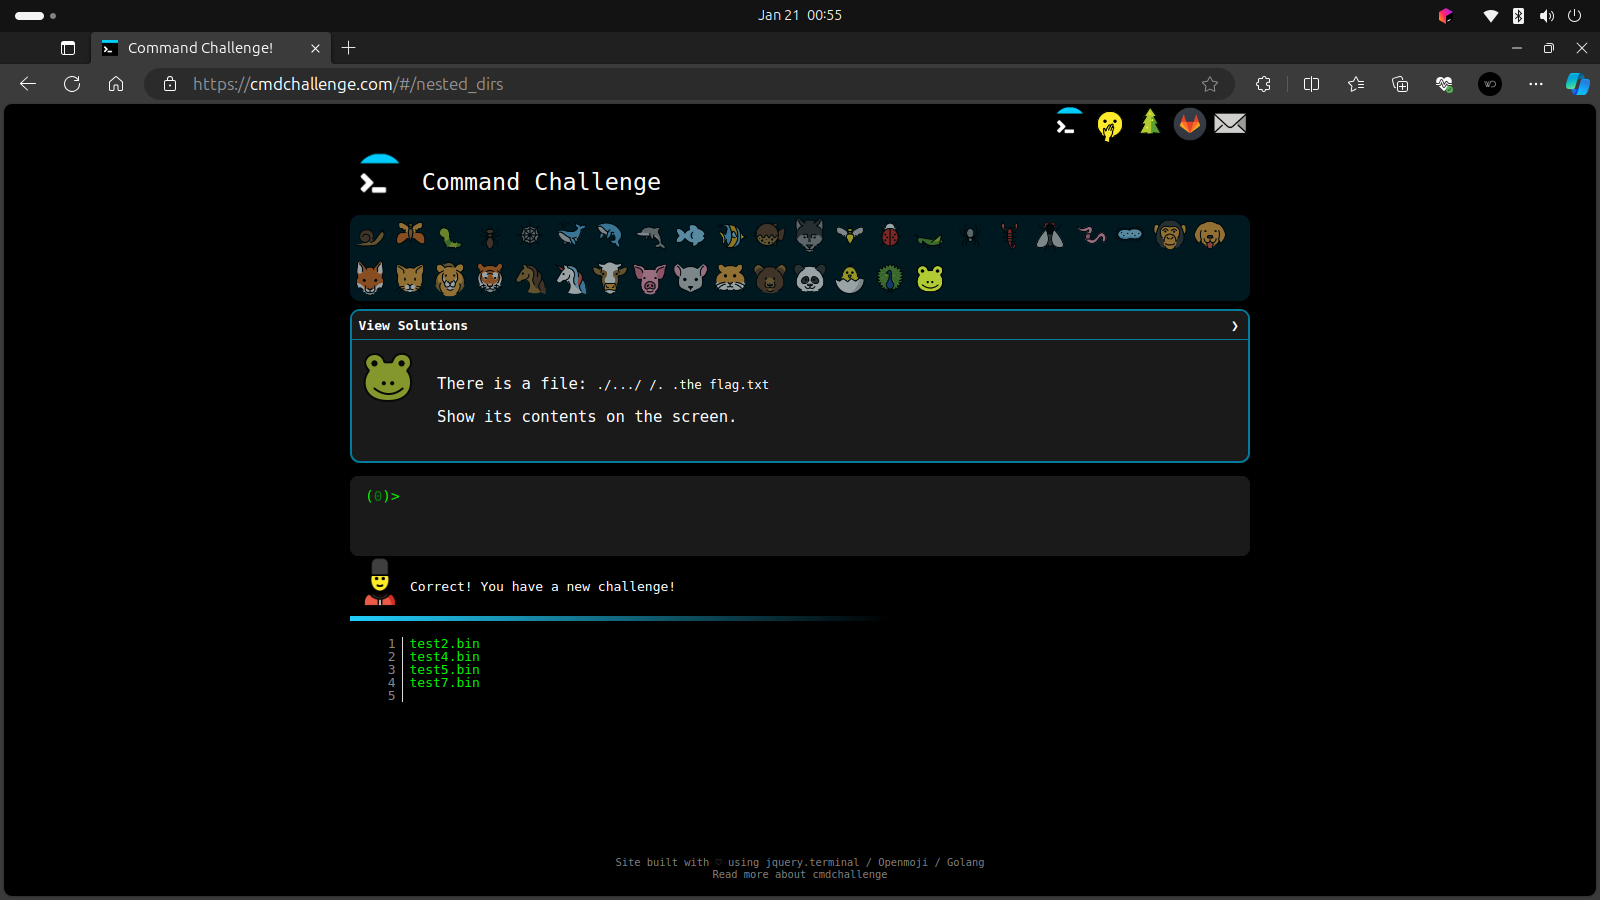 Jan 21 00:55
Command Challenge!
https://cmdchallenge.com/#/nested_dirs
Command Challenge
View Solutions
There is a file: ./.../ /. .the flag.txt
Show its contents on the screen.
(0)>
Correct! You have a new challenge!
1 test2.bin
2 test4.bin
3 test5.bin
4 test7.bin
5
Site built with ♡ using jquery.terminal / Openmoji / Golang
Read more about cmdchallenge